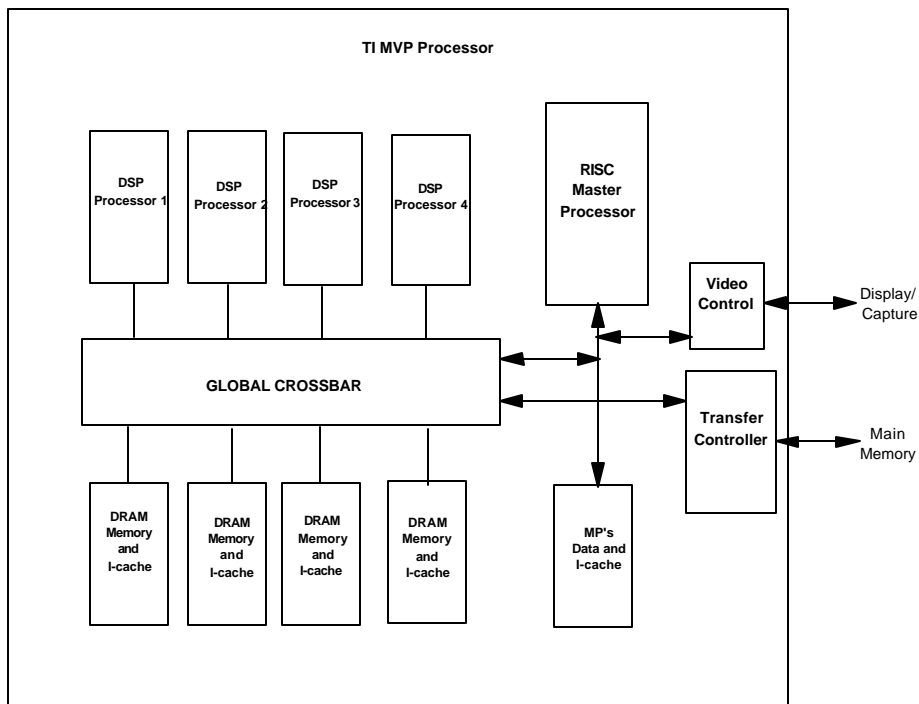 TI MVP Processor
DSP
Processor 1
DSP
Processor 2
DSP
Processor 3
DSP
Processor 4
RISC
Master
Processor
Video
Control
Display/
Capture
GLOBAL CROSSBAR
Transfer
Controller
Main
Memory
DRAM
Memory
and
I-cache
DRAM
Memory
and
I-cache
DRAM
Memory
and
I-cache
DRAM
Memory
and
I-cache
MP's
Data and
I-cache